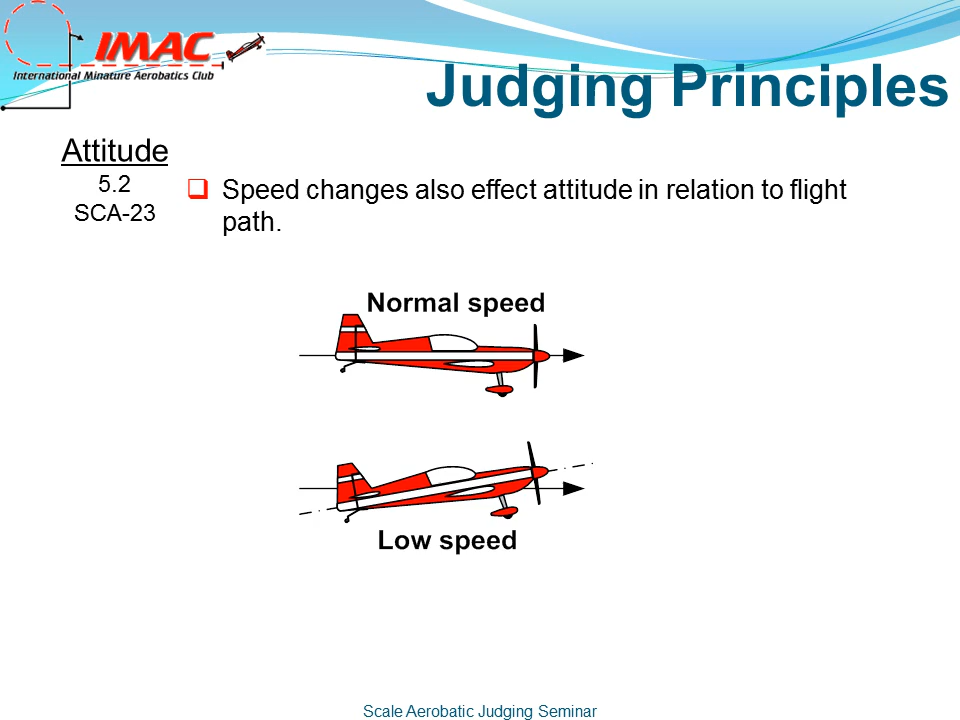 IMAC
International Minature Aerobatics Club
Judging Principles
Attitude
5.2
SCA-23
Speed changes also effect attitude in relation to flight
path.
Normal speed
Low speed
Scale Aerobatic Judging Seminar